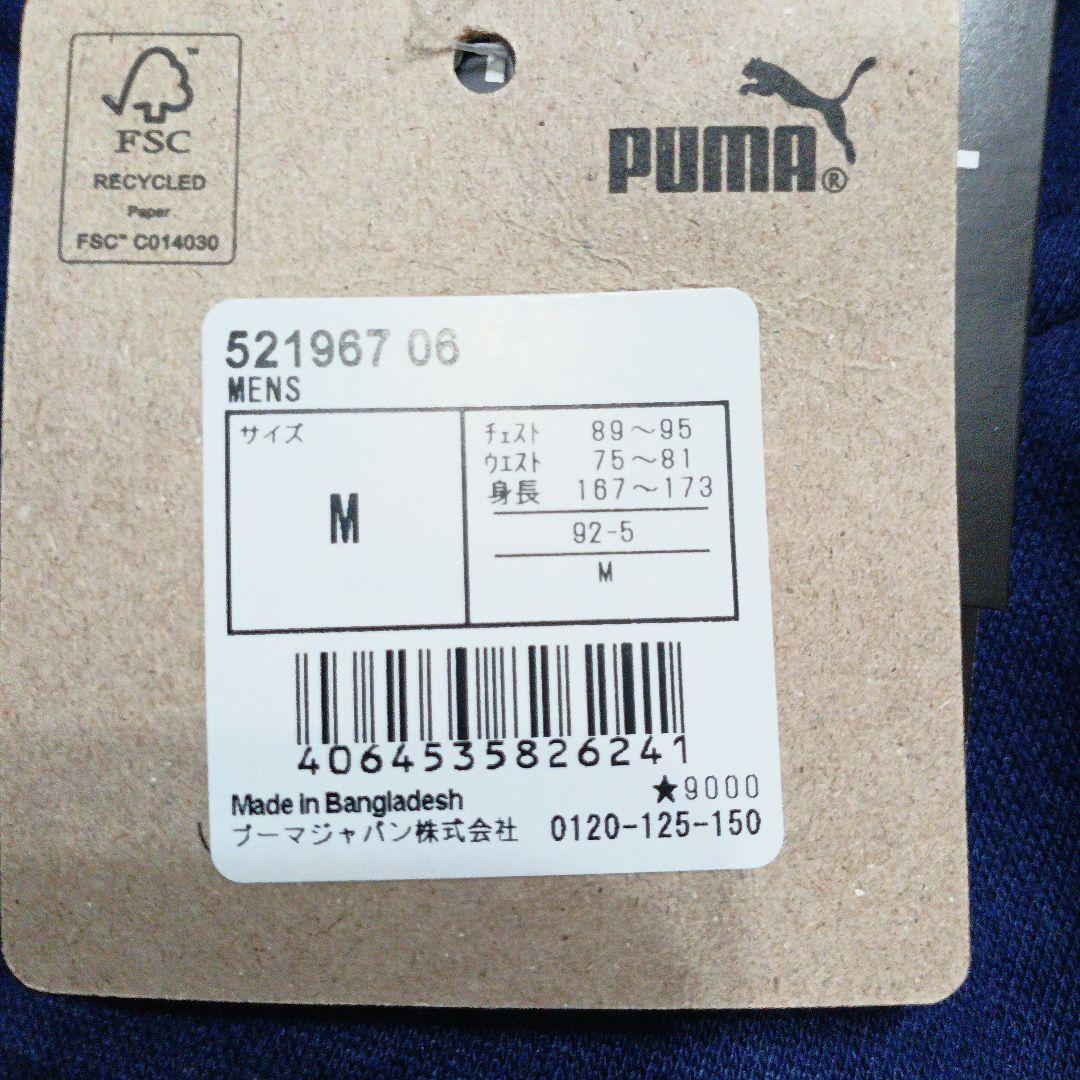 FSC
RECYCLED
Paper
FSC™ C014030
PUMA®
521967 06
MENS
サイズ
M
チェスト 89～95
ウエスト 75～81
身長 167～173
92-5
M
4064535826241
★9000
Made in Bangladesh
プーマジャパン株式会社 0120-125-150